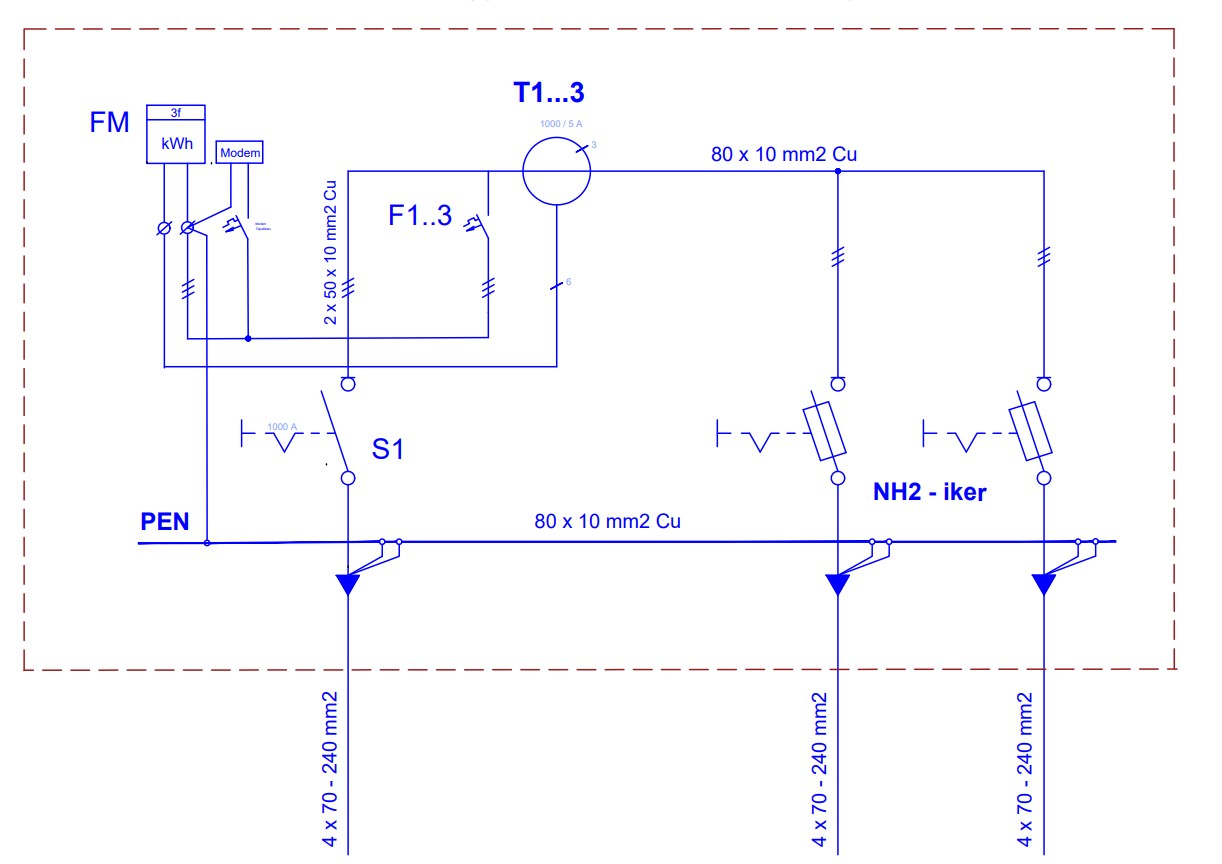 T1...3
1000 / 5 A
3
FM
3f
kWh
Modem
80 x 10 mm2 Cu
2 x 50 x 10 mm2 Cu
F1..3
6
1000 A
S1
NH2 - iker
PEN
80 x 10 mm2 Cu
4 x 70 - 240 mm2
4 x 70 - 240 mm2
4 x 70 - 240 mm2